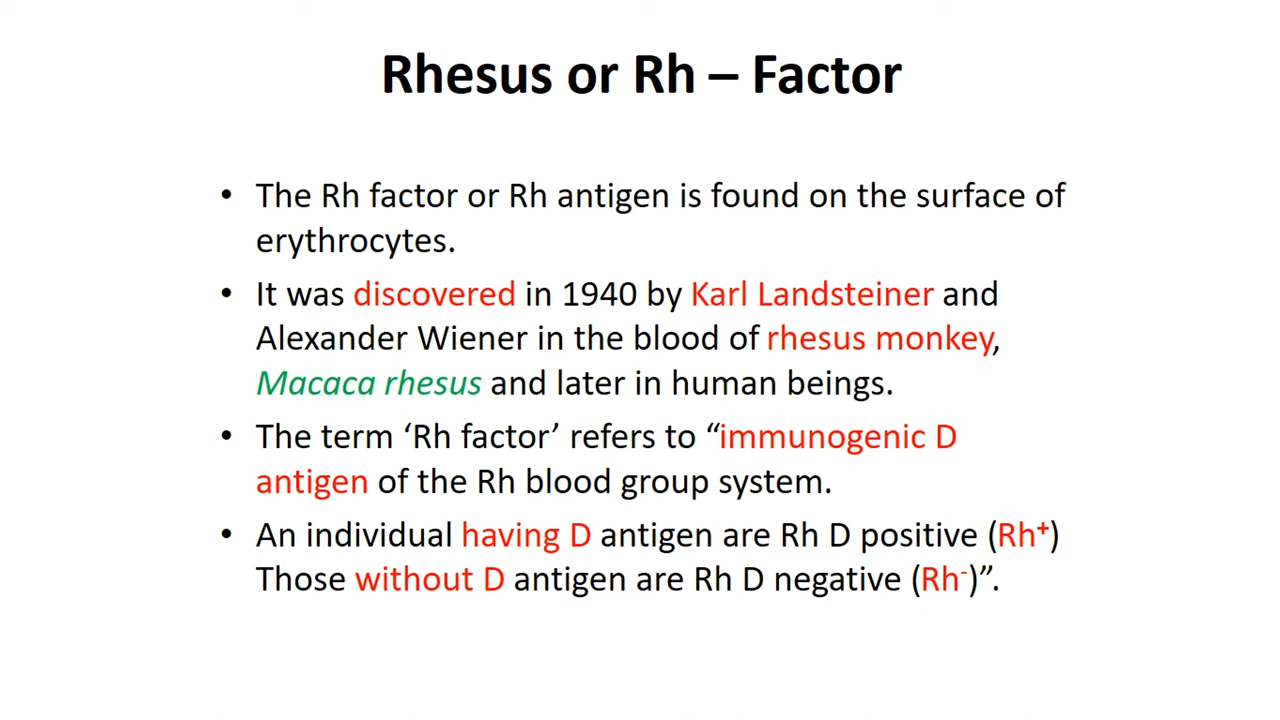 Rhesus or Rh – Factor
• The Rh factor or Rh antigen is found on the surface of
erythrocytes.
• It was discovered in 1940 by Karl Landsteiner and
Alexander Wiener in the blood of rhesus monkey,
Macaca rhesus and later in human beings.
• The term ‘Rh factor’ refers to “immunogenic D
antigen of the Rh blood group system.
• An individual having D antigen are Rh D positive (Rh⁺)
Those without D antigen are Rh D negative (Rh⁻)”.